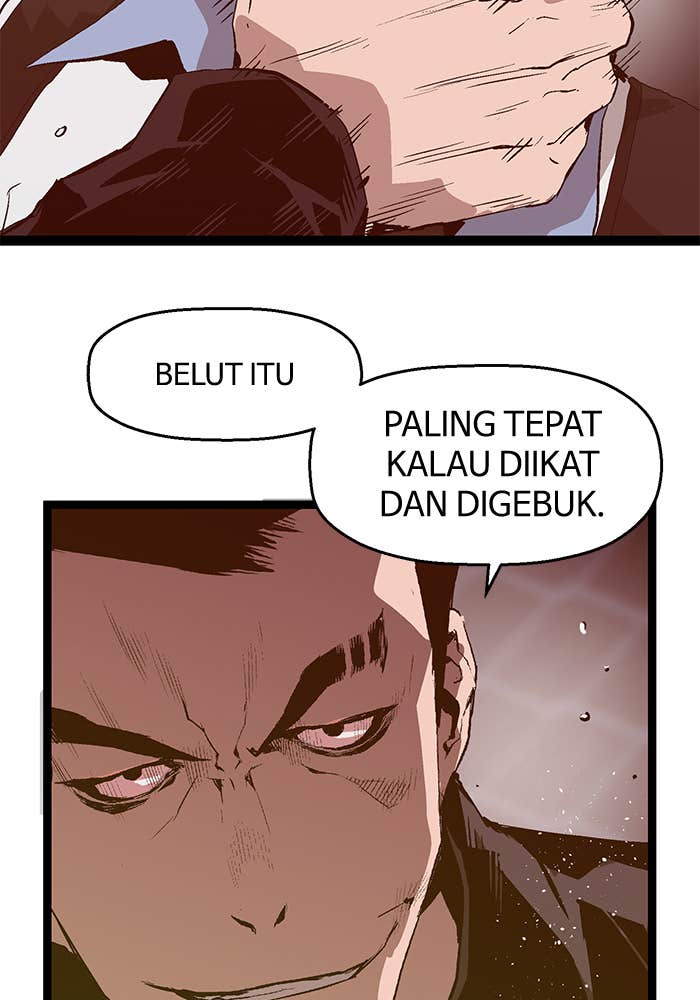 BELUT ITU
PALING TEPAT
KALAU DIIKAT
DAN DIGEBUK.